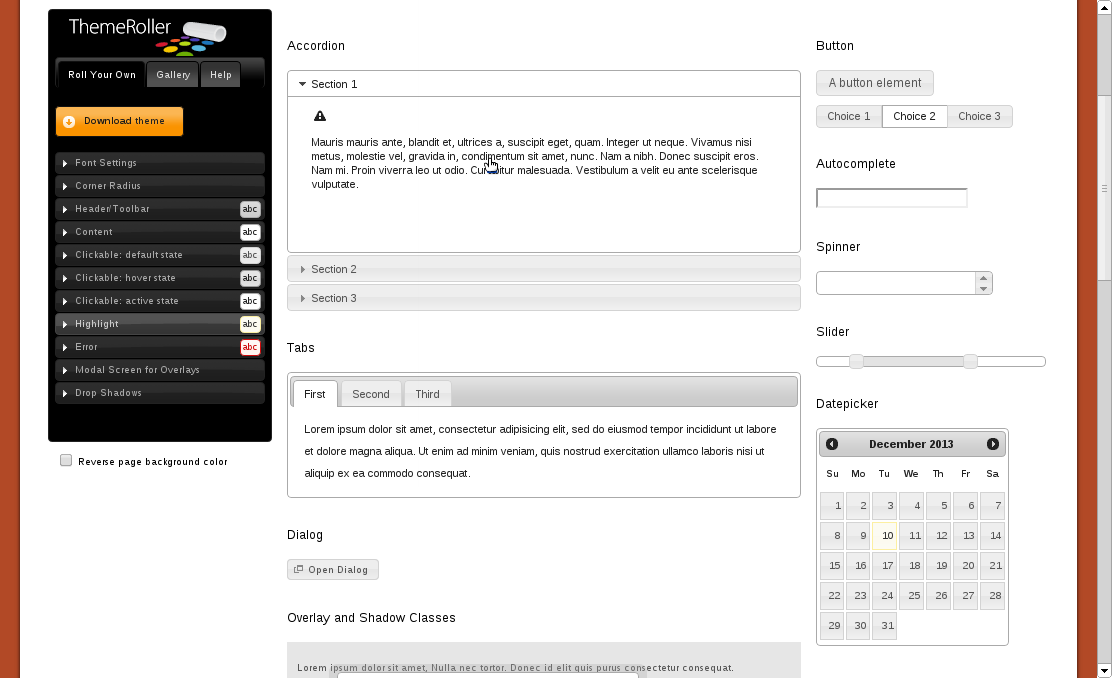 ThemeRoller
Roll Your Own
Gallery
Help
Download theme
Font Settings
Corner Radius
Header/Toolbar
abc
Content
abc
Clickable: default state
abc
Clickable: hover state
abc
Clickable: active state
abc
Highlight
abc
Error
abc
Modal Screen for Overlays
Drop Shadows
Reverse page background color
Accordion
Section 1
Mauris mauris ante, blandit et, ultrices a, suscipit eget, quam. Integer ut neque. Vivamus nisi
metus, molestie vel, gravida in, condimentum sit amet, nunc. Nam a nibh. Donec suscipit eros.
Nam mi. Proin viverra leo ut odio. Curabitur malesuada. Vestibulum a velit eu ante scelerisque
vulputate.
Section 2
Section 3
Tabs
First
Second
Third
Lorem ipsum dolor sit amet, consectetur adipisicing elit, sed do eiusmod tempor incididunt ut labore
et dolore magna aliqua. Ut enim ad minim veniam, quis nostrud exercitation ullamco laboris nisi ut
aliquip ex ea commodo consequat.
Dialog
Open Dialog
Overlay and Shadow Classes
Lorem ipsum dolor sit amet, Nulla nec tortor. Donec id elit quis purus consectetur consequat.
Button
A button element
Choice 1
Choice 2
Choice 3
Autocomplete
Spinner
Slider
Datepicker
December 2013
Su Mo Tu We Th Fr Sa
1 2 3 4 5 6 7
8 9 10 11 12 13 14
15 16 17 18 19 20 21
22 23 24 25 26 27 28
29 30 31